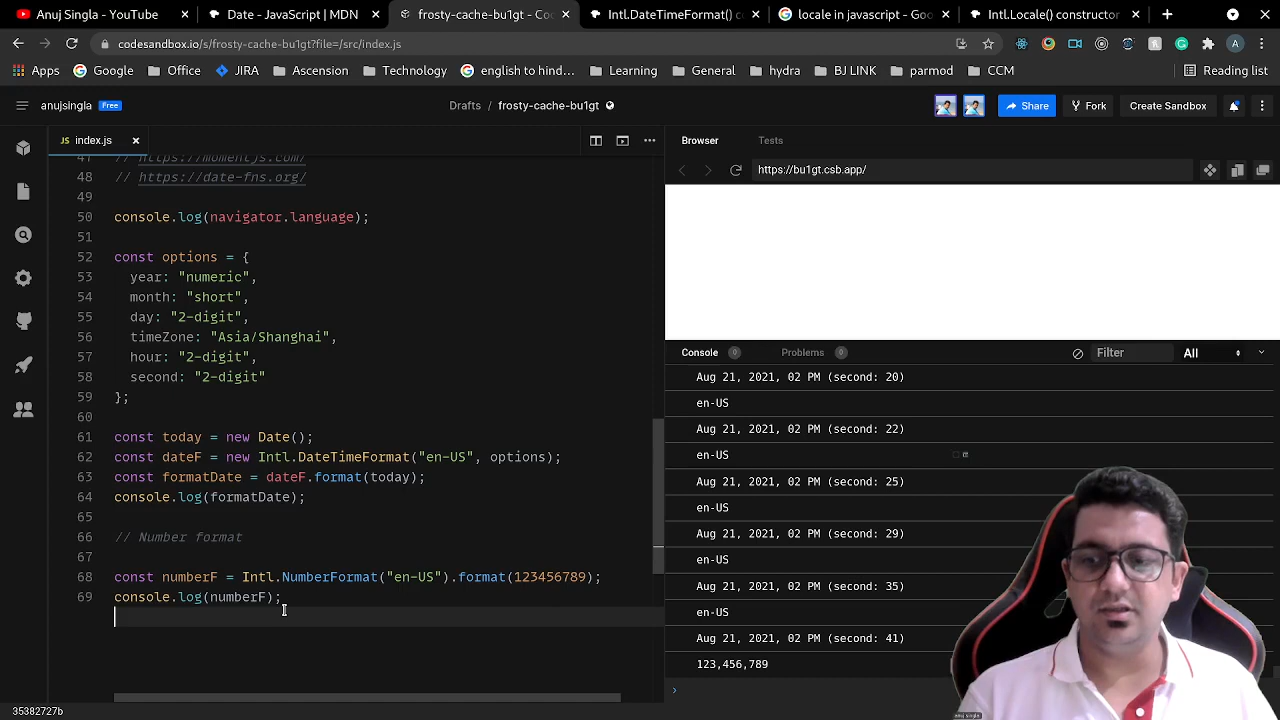 Anuj Singla - YouTube
Date - JavaScript | MDN
frosty-cache-bu1gt - Co
Intl.DateTimeFormat() c
locale in javascript - Goo
Intl.Locale() constructor
codesandbox.io/s/frosty-cache-bu1gt?file=/src/index.js
A
Apps
Google
Office
JIRA
Ascension
Technology
english to hind...
Learning
General
hydra
BJ LINK
parmod
CCM
Reading list
anujsingla
Free
Drafts / frosty-cache-bu1gt
Share
Fork
Create Sandbox
JS index.js
Browser
Tests
https://bu1gt.csb.app/
47 // https://momentjs.com/
48 // https://date-fns.org/
49
50 console.log(navigator.language);
51
52 const options = {
53 year: "numeric",
54 month: "short",
55 day: "2-digit",
56 timeZone: "Asia/Shanghai",
57 hour: "2-digit",
58 second: "2-digit"
59 };
60
61 const today = new Date();
62 const dateF = new Intl.DateTimeFormat("en-US", options);
63 const formatDate = dateF.format(today);
64 console.log(formatDate);
65
66 // Number format
67
68 const numberF = Intl.NumberFormat("en-US").format(123456789);
69 console.log(numberF);
Console 0
Problems 0
Filter
All
Aug 21, 2021, 02 PM (second: 20)
en-US
Aug 21, 2021, 02 PM (second: 22)
en-US
Aug 21, 2021, 02 PM (second: 25)
en-US
Aug 21, 2021, 02 PM (second: 29)
en-US
Aug 21, 2021, 02 PM (second: 35)
en-US
Aug 21, 2021, 02 PM (second: 41)
123,456,789
35382727b
anuj singla